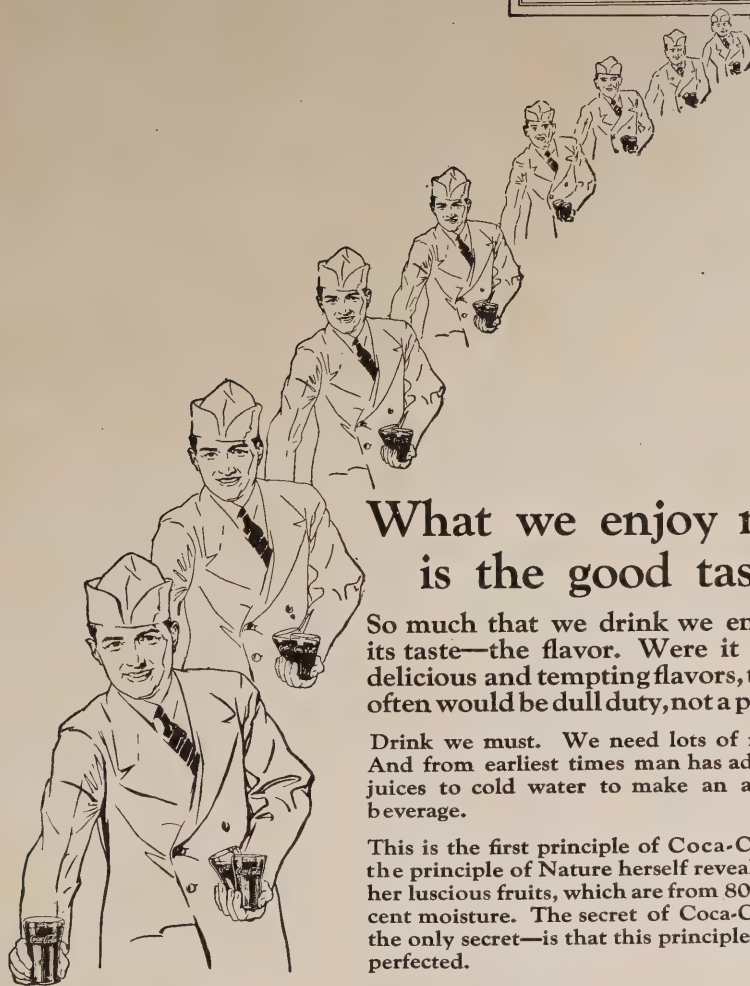 What we enjoy
is the good
So much that we drink we
its taste—the flavor. Were it
delicious and tempting flavors,
often would be dull duty, not a
Drink we must. We need lots of
And from earliest times man has
juices to cold water to make an
beverage.
This is the first principle of
the principle of Nature herself
her luscious fruits, which are from 80
cent moisture. The secret of
the only secret—is that this principle
perfected.
Coca-Cola
Coca-Cola